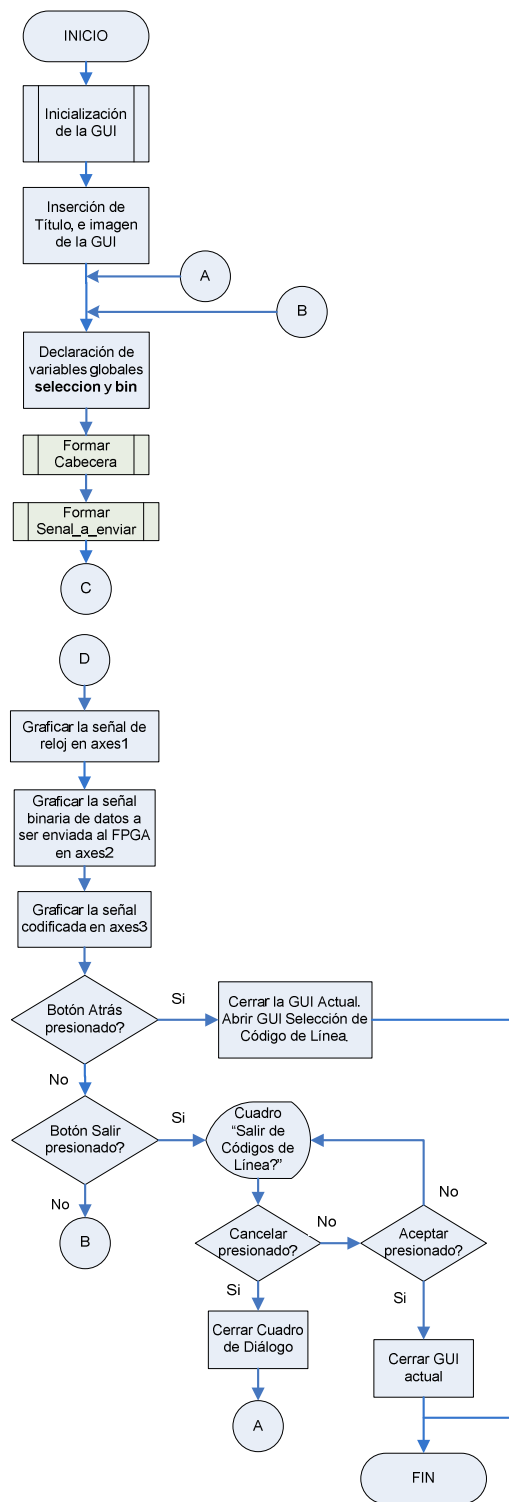 INICIO
Inicialización
de la GUI
Inserción de
Título, e imagen
de la GUI
A
B
Declaración de
variables globales
seleccion y bin
Formar
Cabecera
Formar
Senal_a_enviar
C
D
Graficar la señal de
reloj en axes1
Graficar la señal
binaria de datos a
ser enviada al FPGA
en axes2
Graficar la señal
codificada en axes3
Botón Atrás
presionado?
Si
Cerrar la GUI Actual.
Abrir GUI Selección de
Código de Línea.
No
Botón Salir
presionado?
Si
Cuadro
“Salir de
Códigos de
Línea?”
No
No
B
Cancelar
presionado?
No
Aceptar
presionado?
Si
Si
Cerrar Cuadro
de Diálogo
Cerrar GUI
actual
A
FIN